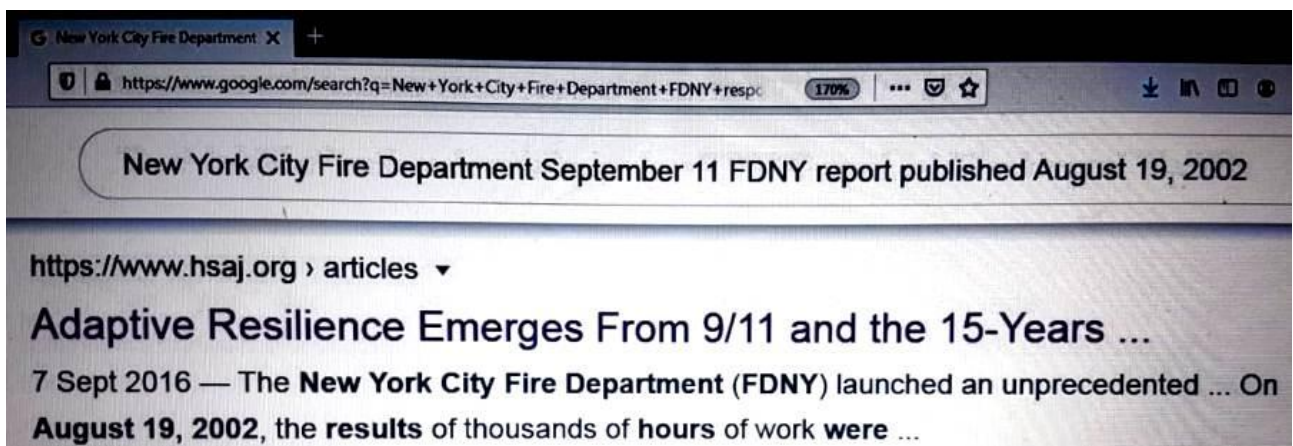 New York City Fire Department
https://www.google.com/search?q=New+York+City+Fire+Department+FDNY+respo
170%
New York City Fire Department September 11 FDNY report published August 19, 2002
https://www.hsaj.org › articles
Adaptive Resilience Emerges From 9/11 and the 15-Years ...
7 Sept 2016 — The New York City Fire Department (FDNY) launched an unprecedented ... On
August 19, 2002, the results of thousands of hours of work were ...